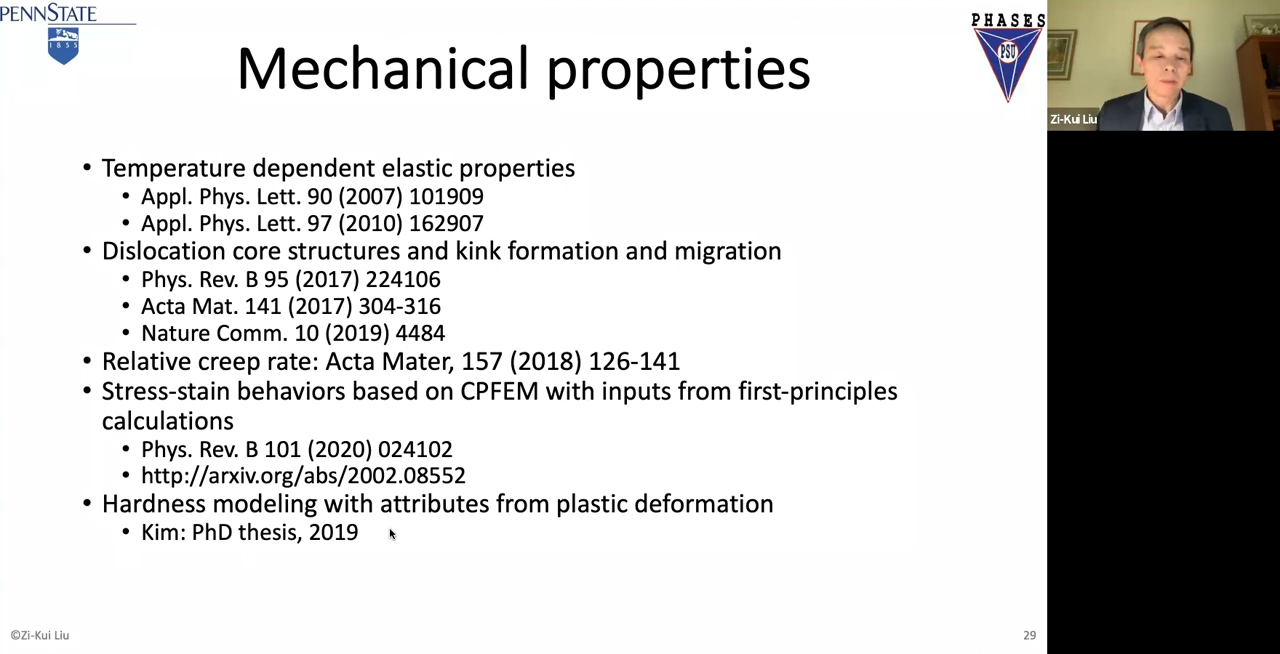 PENNSTATE
1855
Mechanical properties
PHASES
PSU
Zi-Kui Liu
• Temperature dependent elastic properties
• Appl. Phys. Lett. 90 (2007) 101909
• Appl. Phys. Lett. 97 (2010) 162907
• Dislocation core structures and kink formation and migration
• Phys. Rev. B 95 (2017) 224106
• Acta Mat. 141 (2017) 304-316
• Nature Comm. 10 (2019) 4484
• Relative creep rate: Acta Mater, 157 (2018) 126-141
• Stress-stain behaviors based on CPFEM with inputs from first-principles
calculations
• Phys. Rev. B 101 (2020) 024102
• http://arxiv.org/abs/2002.08552
• Hardness modeling with attributes from plastic deformation
• Kim: PhD thesis, 2019
©Zi-Kui Liu
29